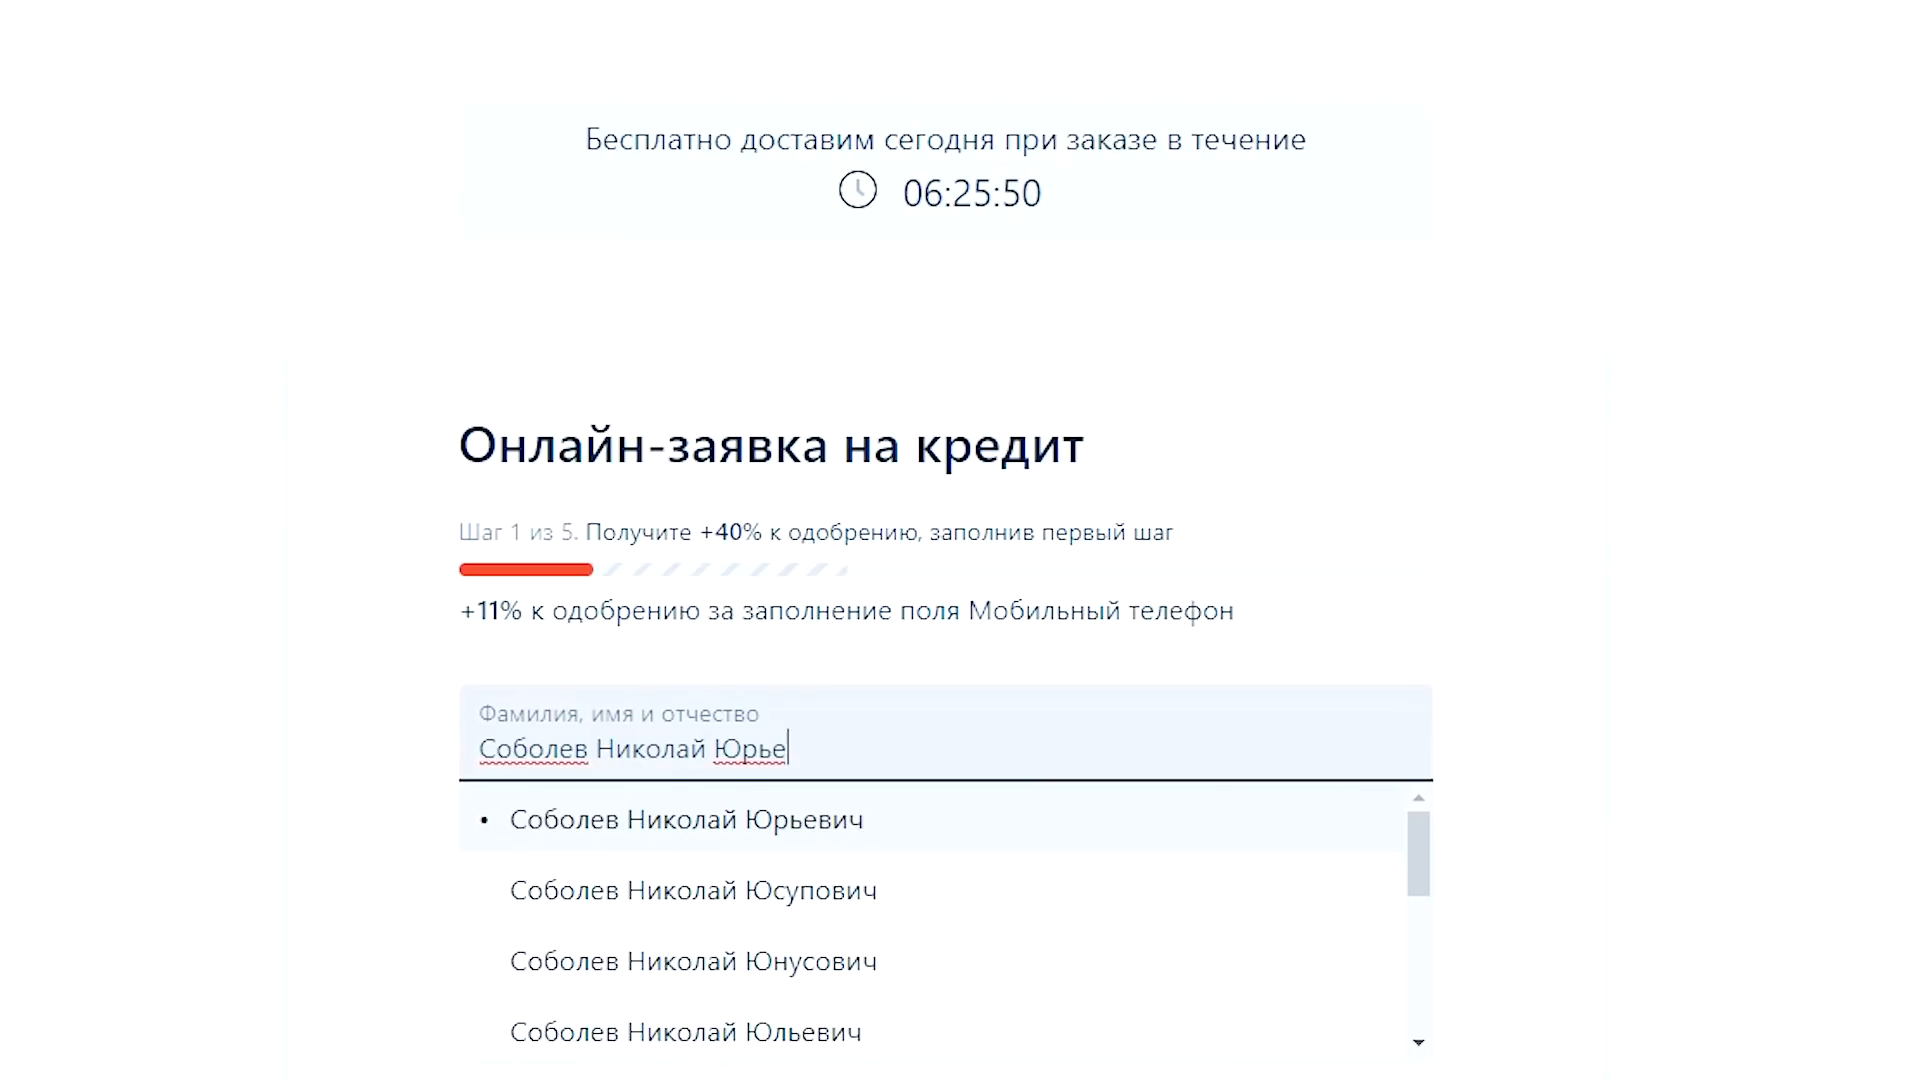 Бесплатно доставим сегодня при заказе в течение
06:25:50
Онлайн-заявка на кредит
Шаг 1 из 5. Получите +40% к одобрению, заполнив первый шаг
+11% к одобрению за заполнение поля Мобильный телефон
Фамилия, имя и отчество
Соболев Николай Юрье
• Соболев Николай Юрьевич
Соболев Николай Юсупович
Соболев Николай Юнусович
Соболев Николай Юльевич